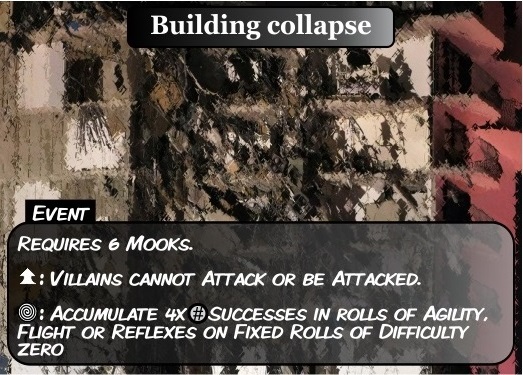 Building collapse
Event
Requires 6 Mooks.
: Villains cannot Attack or be Attacked.
: Accumulate 4x Successes in rolls of Agility,
Flight or Reflexes on Fixed Rolls of Difficulty
zero